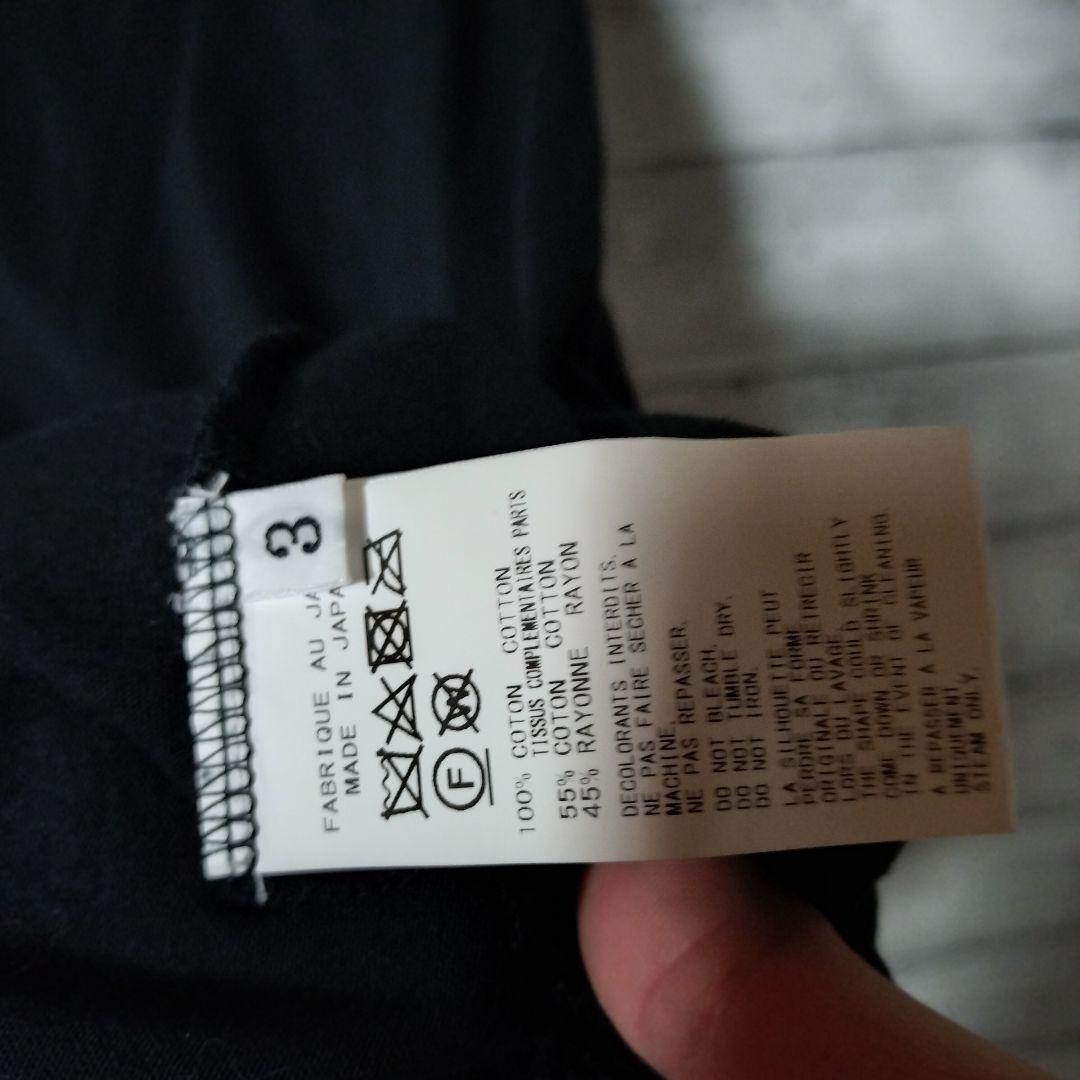 3
FABRIQUE AU JA
MADE IN JAPA
F
W
100% COTON COTTON
TISSUS COMPLEMENTAIRES PARTS
55% COTON COTTON
45% RAYONNE RAYON
DECOLORANTS INTERDITS.
NE PAS FAIRE SECHER A LA
MACHINE.
NE PAS REPASSER.
DO NOT BLEACH.
DO NOT TUMBLE DRY.
DO NOT IRON.
LA SILHOUETTE PEUT
PERDRE SA FORME
ORIGINALE OU RETRECIR
LORS DU LAVAGE.
THE SHAPE COULD SLIGHTLY
COME DOWN OR SHRINK
IN THE EVENT OF CLEANING.
A REPASSER A LA VAPEUR
UNIQUEMENT.
STEAM ONLY.